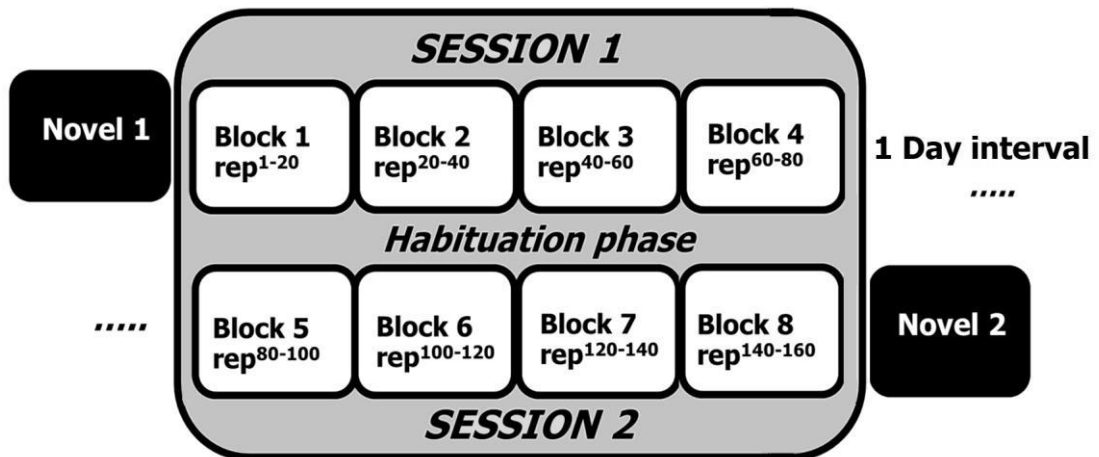 SESSION 1
Novel 1
Block 1
rep1-20
Block 2
rep20-40
Block 3
rep40-60
Block 4
rep60-80
1 Day interval
.....
Habituation phase
.....
Block 5
rep80-100
Block 6
rep100-120
Block 7
rep120-140
Block 8
rep140-160
Novel 2
SESSION 2